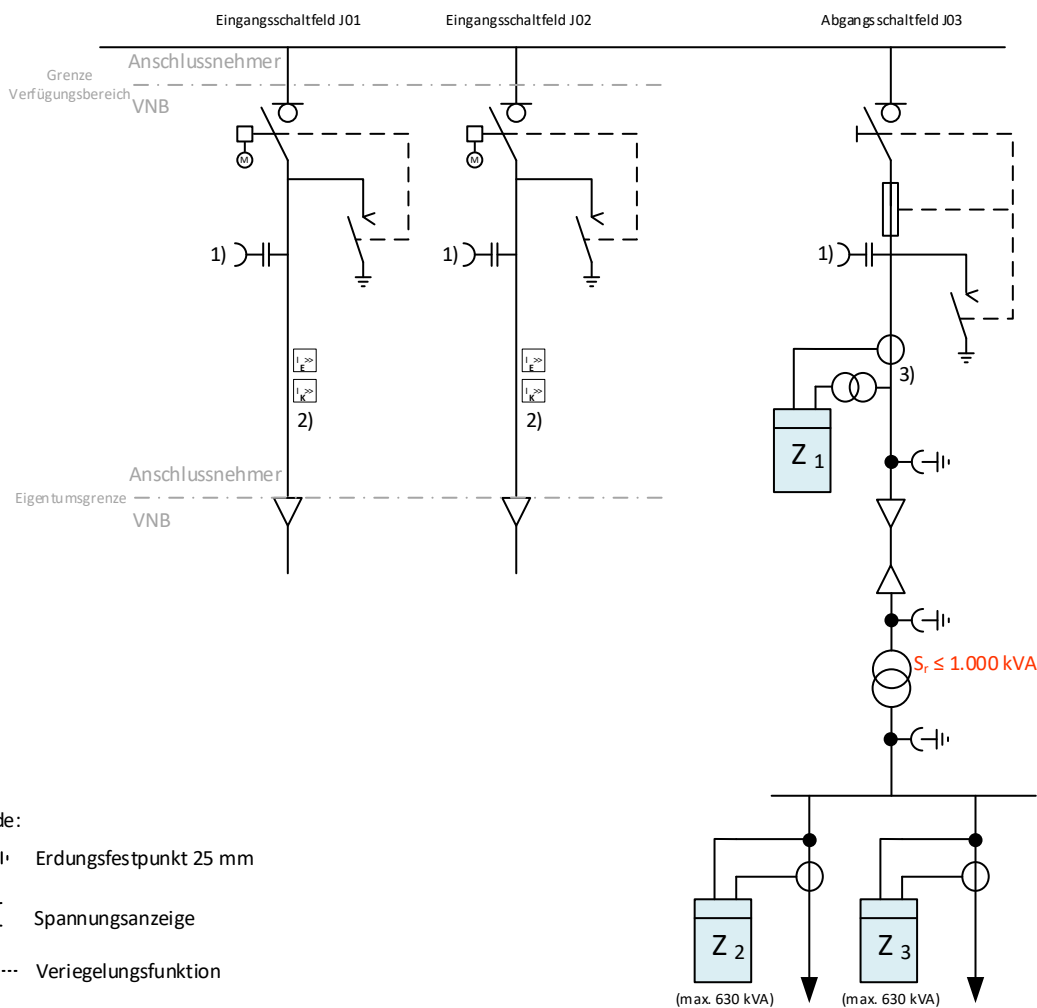 Eingangsschaltfeld J01
Eingangsschaltfeld J02
Abgangsschaltfeld J03
Anschlussnehmer
Grenze
Verfügungsbereich
VNB
M
M
1)
1)
1)
I >>
E
I >>
K
2)
I >>
E
I >>
K
2)
3)
Z 1
Anschlussnehmer
Eigentumsgrenze
VNB
Sᵣ ≤ 1.000 kVA
de:
Erdungsfestpunkt 25 mm
Spannungsanzeige
Veriegelungsfunktion
Z 2
Z 3
(max. 630 kVA)
(max. 630 kVA)